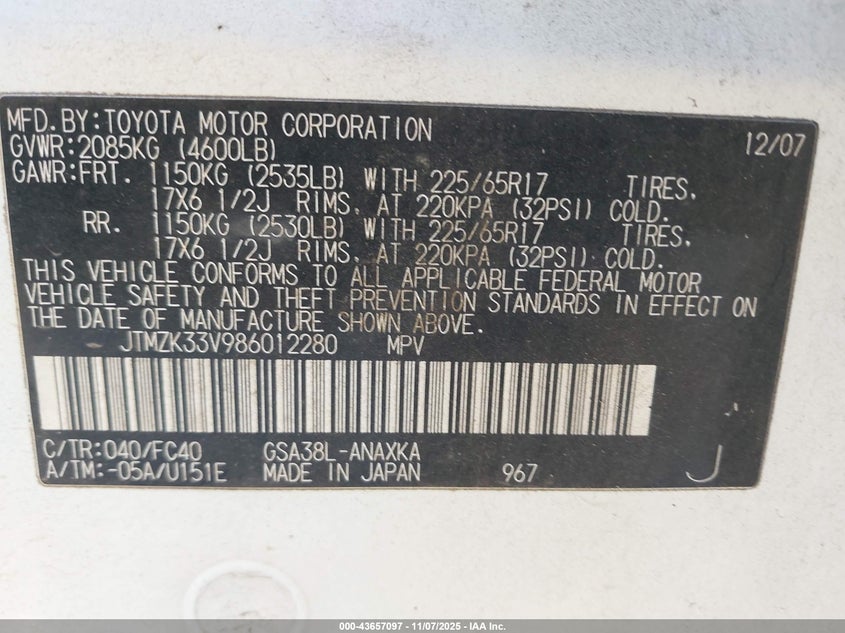 MFD.BY:TOYOTA MOTOR CORPORATION 12/07
GVWR:2085KG (4600LB)
GAWR:FRT. 1150KG (2535LB) WITH 225/65R17 TIRES.
17X6 1/2J RIMS. AT 220KPA (32PSI) COLD.
RR. 1150KG (2530LB) WITH 225/65R17 TIRES.
17X6 1/2J RIMS. AT 220KPA (32PSI) COLD.
THIS VEHICLE CONFORMS TO ALL APPLICABLE FEDERAL MOTOR
VEHICLE SAFETY AND THEFT PREVENTION STANDARDS IN EFFECT ON
THE DATE OF MANUFACTURE SHOWN ABOVE.
JTMZK33V986012280 MPV
C/TR:040/FC40 GSA38L-ANAXKA
A/TM:-05A/U151E MADE IN JAPAN 967 J
000-43657097 | 11/07/2025 | IAA Inc.